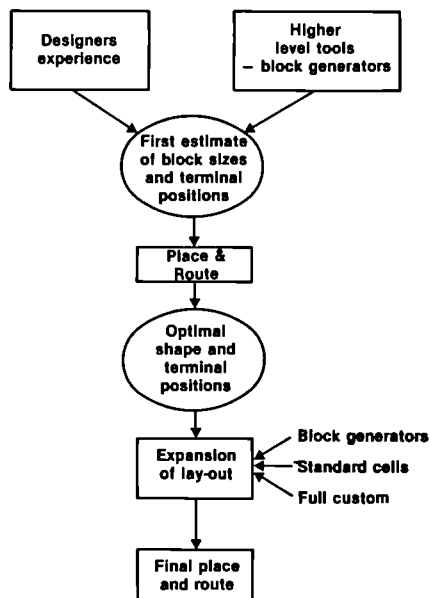 Designers
experience
Higher
level tools
– block generators
First estimate
of block sizes
and terminal
positions
Place &
Route
Optimal
shape and
terminal
positions
Expansion
of lay-out
Block generators
Standard cells
Full custom
Final place
and route